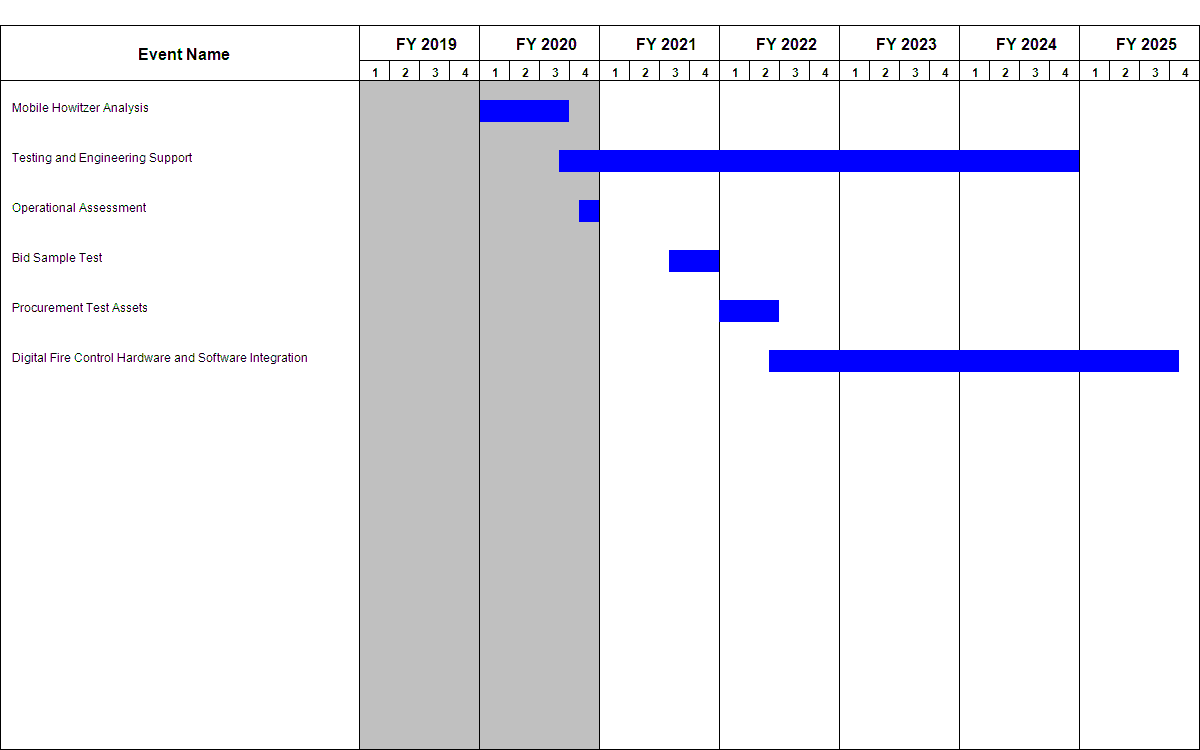 Event Name
FY 2019 FY 2020 FY 2021 FY 2022 FY 2023 FY 2024 FY 2025
1 2 3 4 1 2 3 4 1 2 3 4 1 2 3 4 1 2 3 4 1 2 3 4 1 2 3 4
Mobile Howitzer Analysis
Testing and Engineering Support
Operational Assessment
Bid Sample Test
Procurement Test Assets
Digital Fire Control Hardware and Software Integration